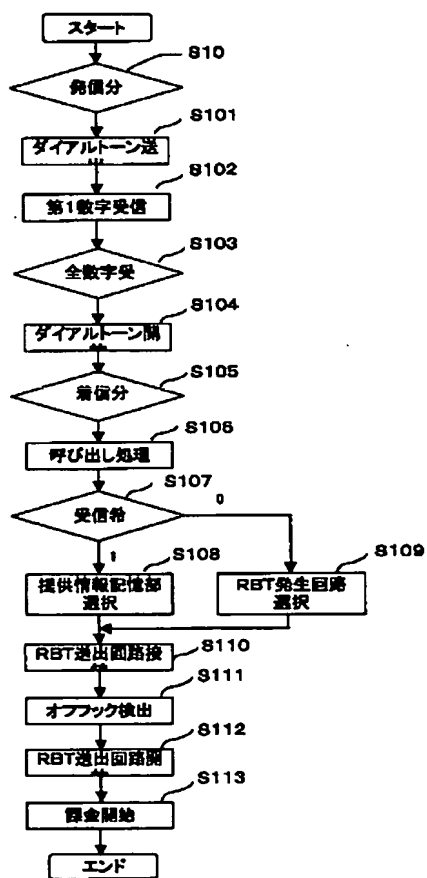 スタート
S10
発信分
S101
ダイアルトーン送
S102
第1数字受信
S103
全数字受
S104
ダイアルトーン開
S105
着信分
S106
呼び出し処理
S107
受信希
0
1
S108
提供情報記憶部
選択
S109
RBT発生回路
選択
S110
RBT送出回路接
S111
オフフック検出
S112
RBT送出回路開
S113
課金開始
エンド